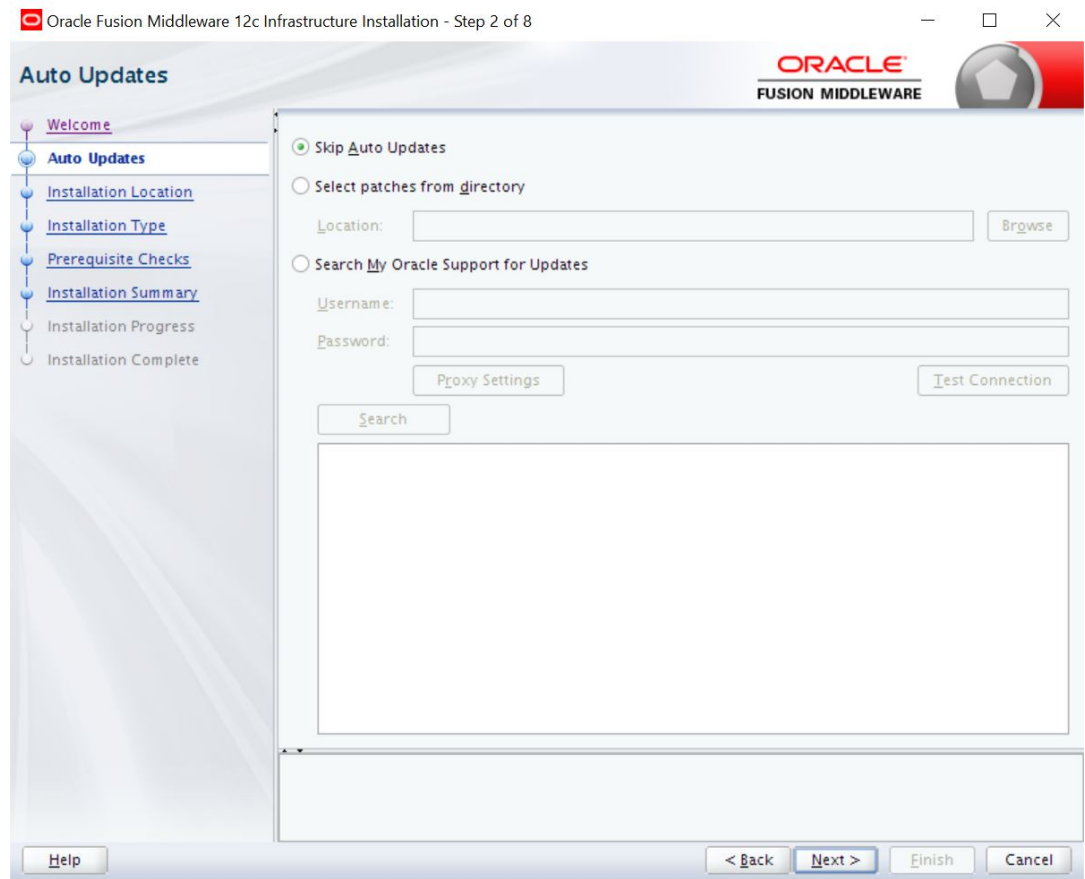 Oracle Fusion Middleware 12c Infrastructure Installation - Step 2 of 8
Auto Updates
ORACLE
FUSION MIDDLEWARE
Welcome
Auto Updates
Installation Location
Installation Type
Prerequisite Checks
Installation Summary
Installation Progress
Installation Complete
Skip Auto Updates
Select patches from directory
Location:
Browse
Search My Oracle Support for Updates
Username:
Password:
Proxy Settings
Test Connection
Search
Help
< Back
Next >
Finish
Cancel